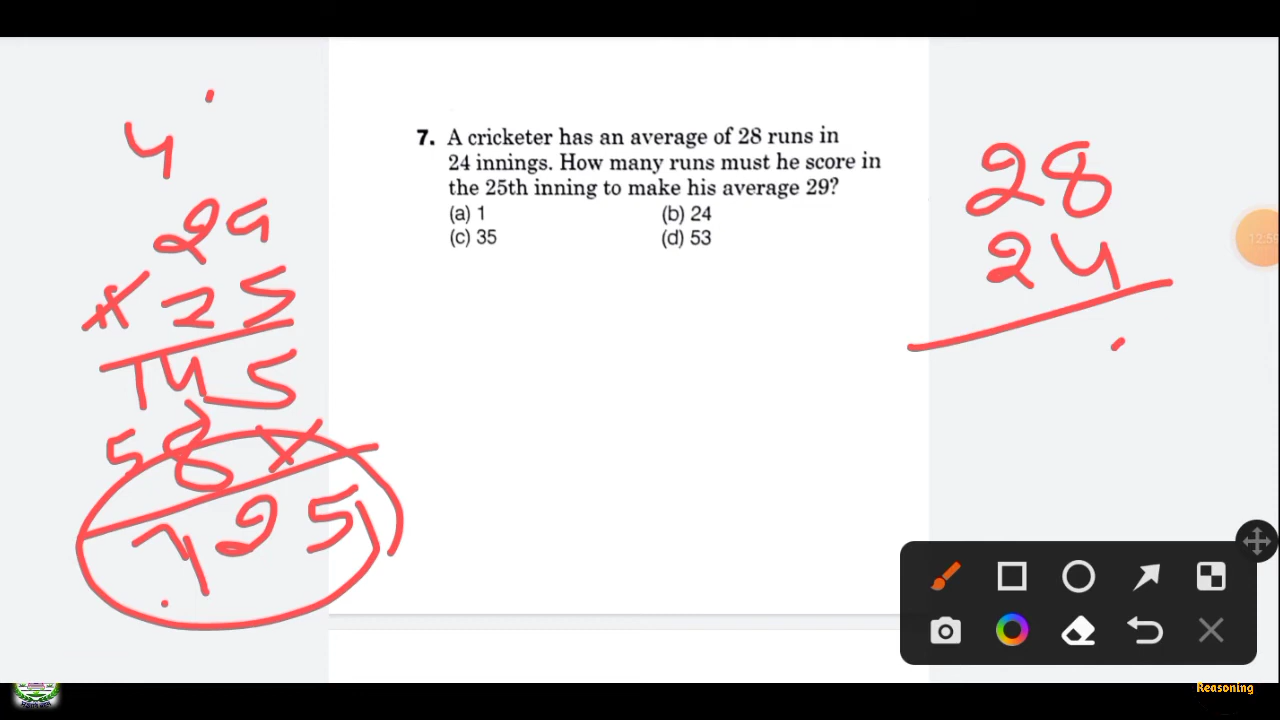 7. A cricketer has an average of 28 runs in
24 innings. How many runs must he score in
the 25th inning to make his average 29?
(a) 1 (b) 24
(c) 35 (d) 53
4
29
× 25
145
58×
725
28
24
12:59
Reasoning